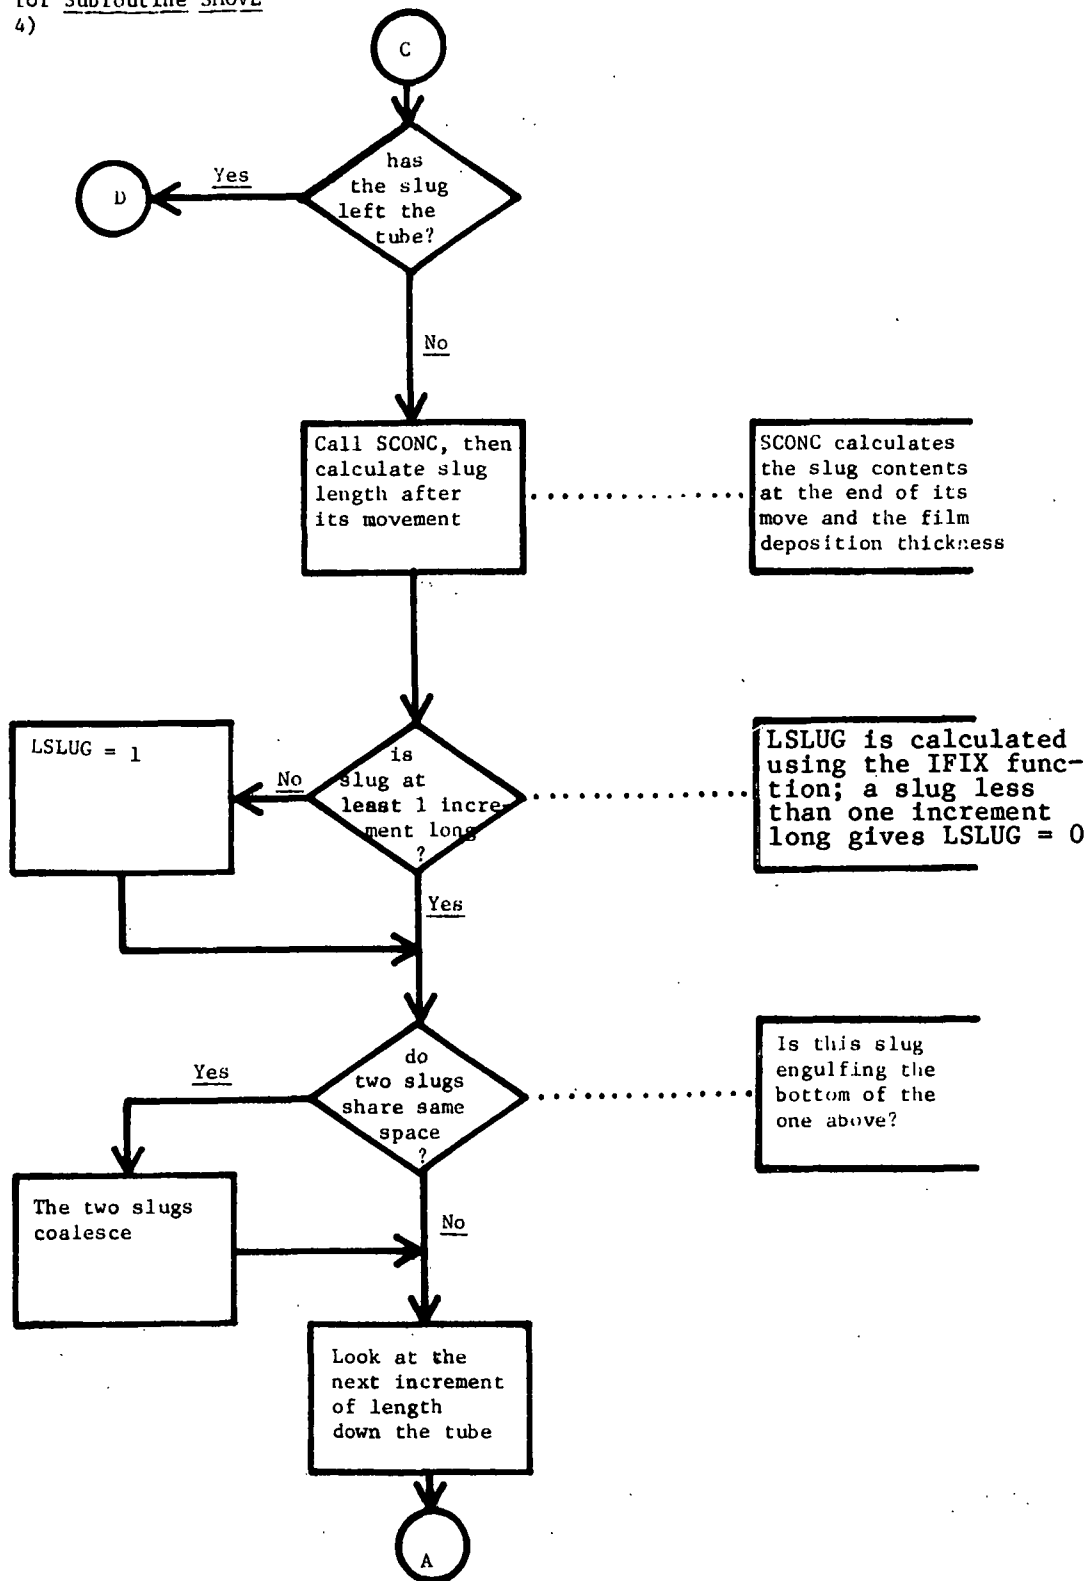 for Subroutine SMOVE
4)
C
has
the slug
left the
tube?
Yes
D
No
Call SCONC, then
calculate slug
length after
its movement
SCONC calculates
the slug contents
at the end of its
move and the film
deposition thickness
is
slug at
least 1 incre-
ment long
?
No
LSLUG = 1
LSLUG is calculated
using the IFIX func-
tion; a slug less
than one increment
long gives LSLUG = 0
Yes
do
two slugs
share same
space
?
Yes
Is this slug
engulfing the
bottom of the
one above?
The two slugs
coalesce
No
Look at the
next increment
of length
down the tube
A